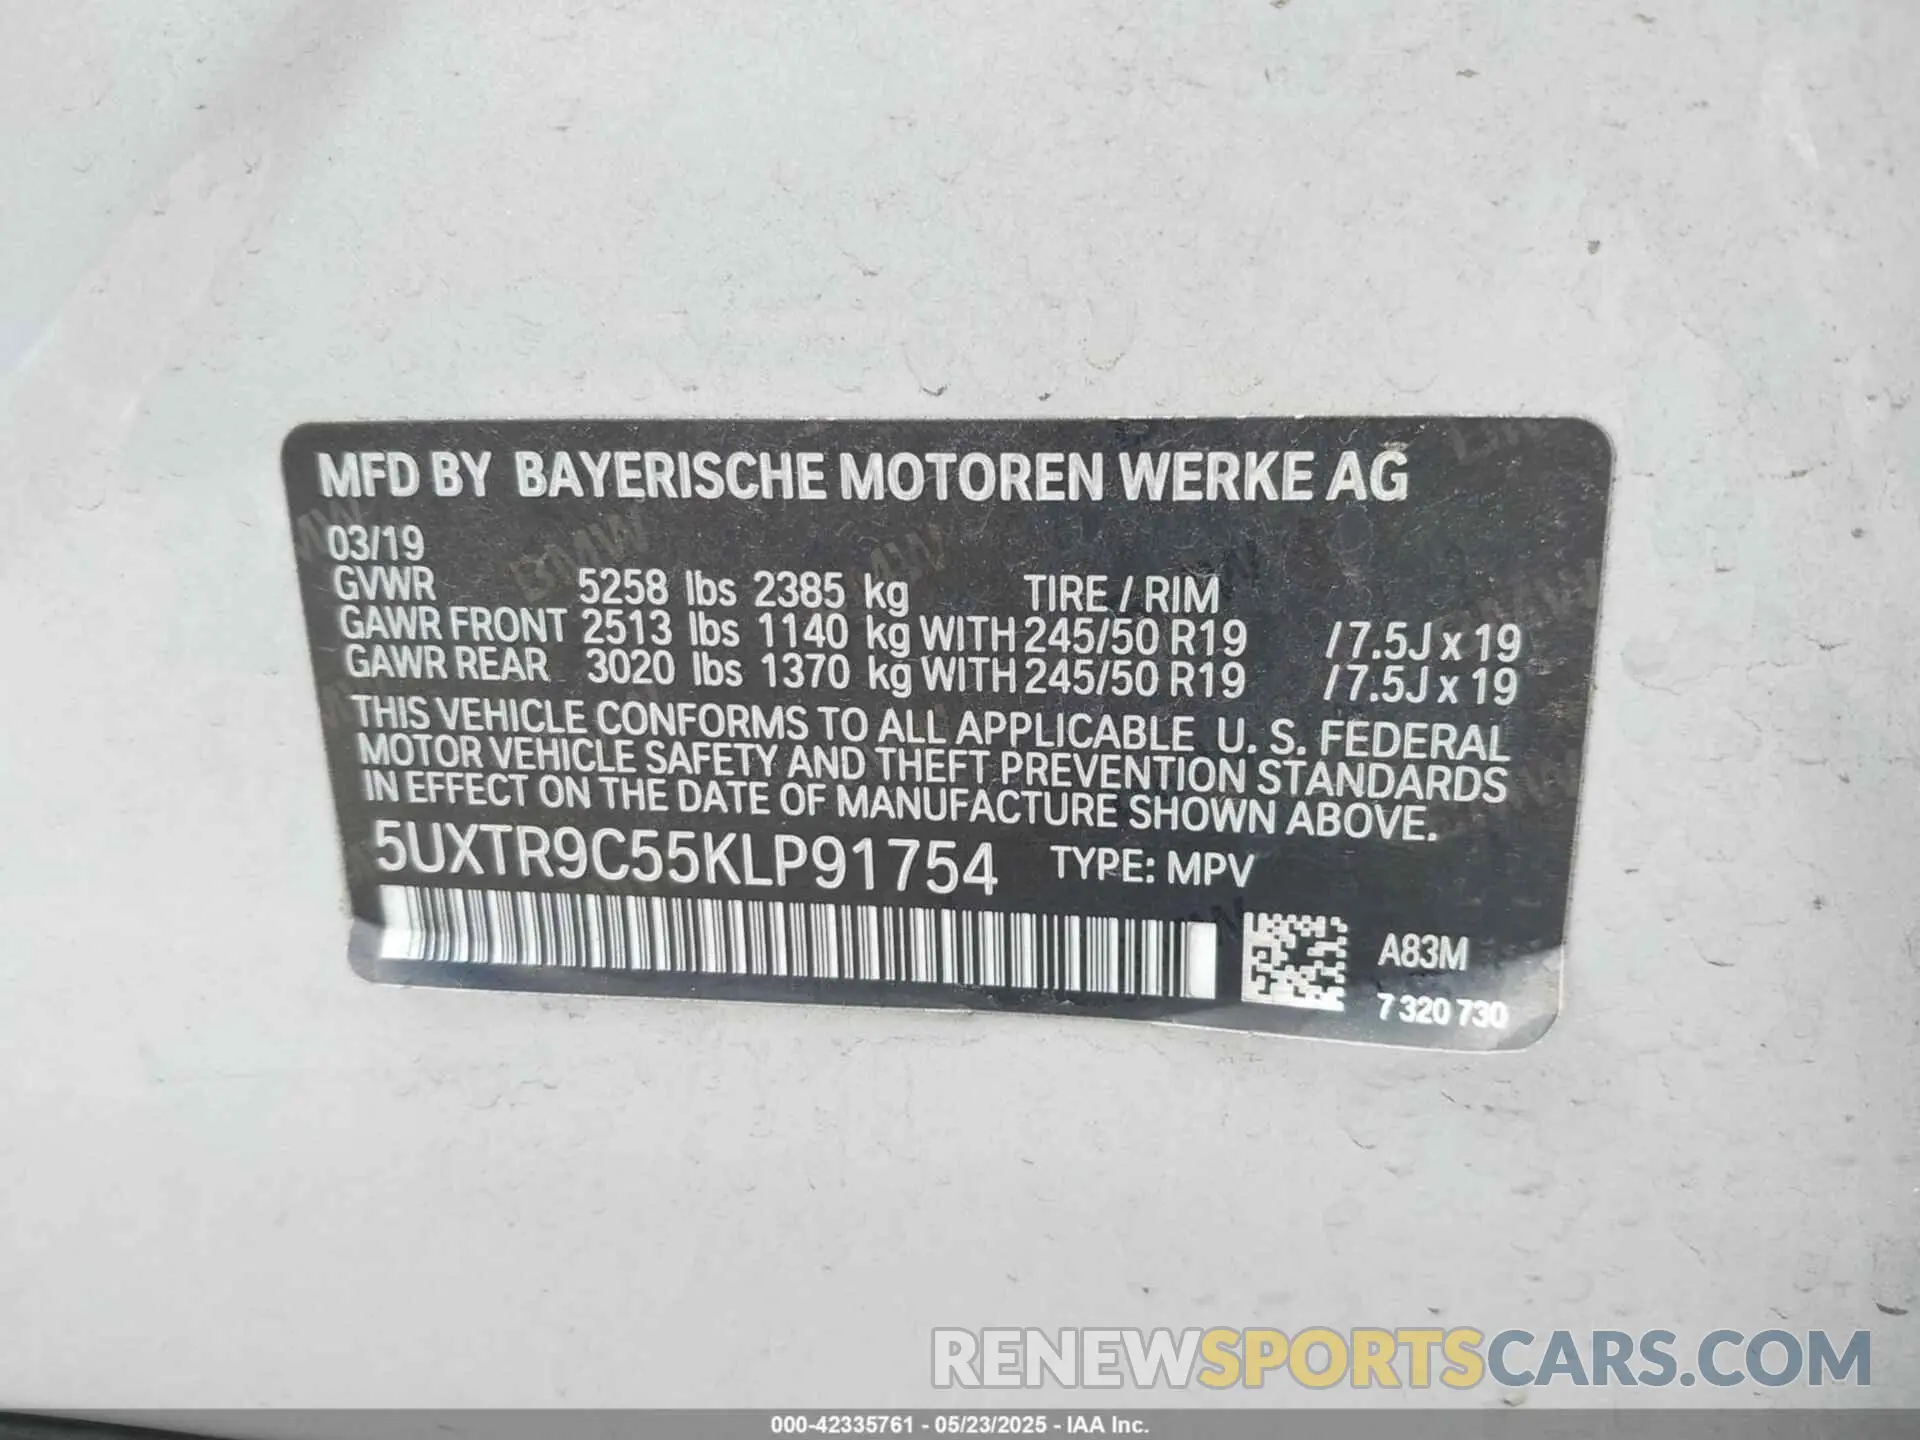 MFD BY BAYERISCHE MOTOREN WERKE AG
03/19
GVWR 5258 lbs 2385 kg TIRE / RIM
GAWR FRONT 2513 lbs 1140 kg WITH 245/50 R19 / 7.5J x 19
GAWR REAR 3020 lbs 1370 kg WITH 245/50 R19 / 7.5J x 19
THIS VEHICLE CONFORMS TO ALL APPLICABLE U. S. FEDERAL
MOTOR VEHICLE SAFETY AND THEFT PREVENTION STANDARDS
IN EFFECT ON THE DATE OF MANUFACTURE SHOWN ABOVE.
5UXTR9C55KLP91754 TYPE: MPV
A83M
7 320 730
RENEWSPORTSCARS.COM
000-42335761 - 05/23/2025 - IAA Inc.